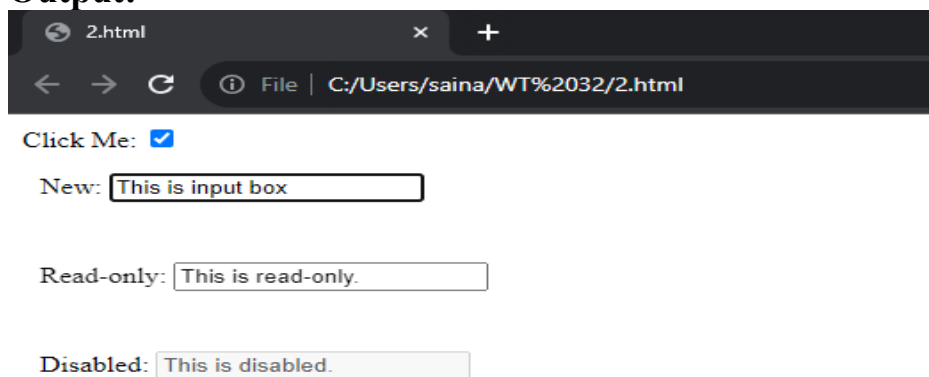 Output:
2.html
File | C:/Users/saina/WT%2032/2.html
Click Me:
New: This is input box
Read-only: This is read-only.
Disabled: This is disabled.